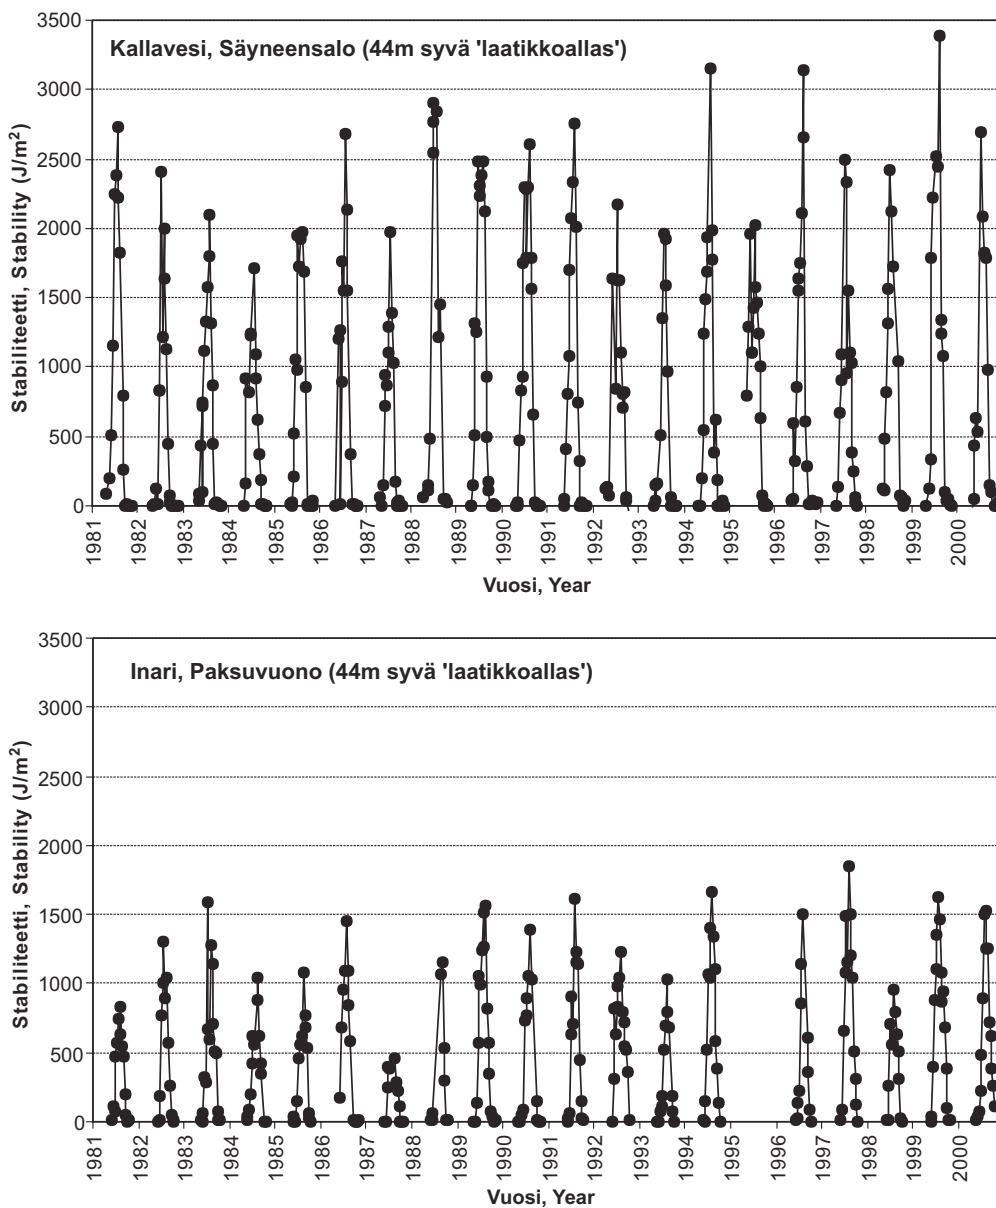 Kallavesi, Säyneensalo (44m syvä 'laatikkoallas')
Stabiliteetti, Stability (J/m²)
3500
3000
2500
2000
1500
1000
500
0
1981 1982 1983 1984 1985 1986 1987 1988 1989 1990 1991 1992 1993 1994 1995 1996 1997 1998 1999 2000
Vuosi, Year
Inari, Paksuvuono (44m syvä 'laatikkoallas')
Stabiliteetti, Stability (J/m²)
3500
3000
2500
2000
1500
1000
500
0
1981 1982 1983 1984 1985 1986 1987 1988 1989 1990 1991 1992 1993 1994 1995 1996 1997 1998 1999 2000
Vuosi, Year